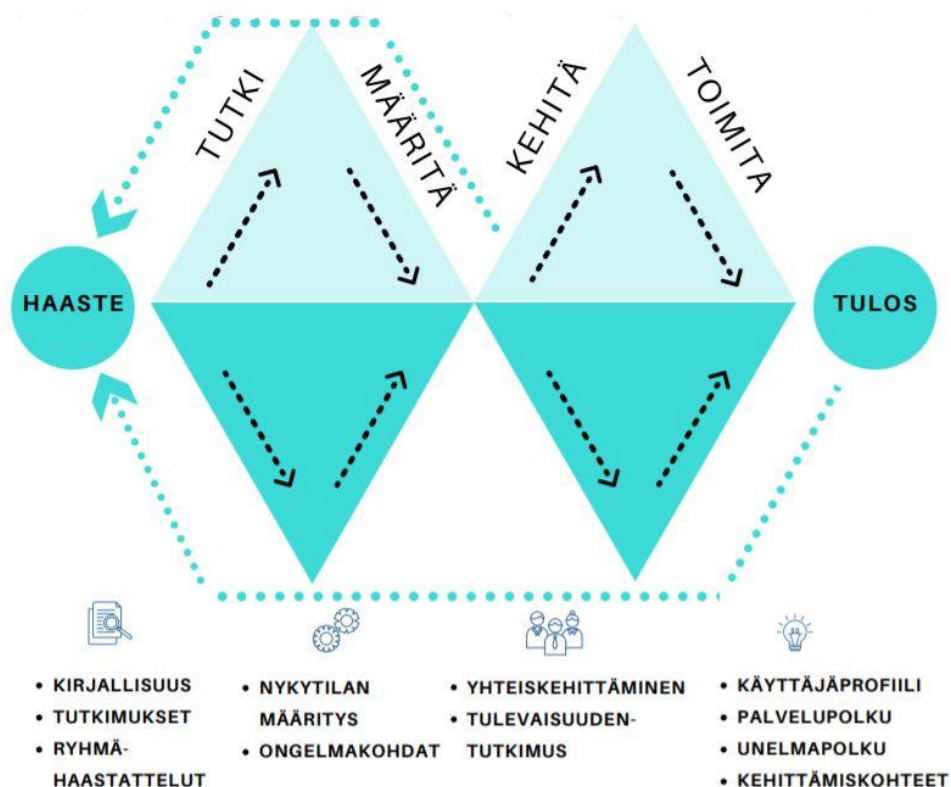 TUTKI
MÄÄRITÄ
KEHITÄ
TOIMITA
HAASTE
TULOS
• KIRJALLISUUS
• TUTKIMUKSET
• RYHMÄ-
HAASTATTELUT
• NYKYTILAN
MÄÄRITYS
• ONGELMAKOHDAT
• YHTEISKEHITTÄMINEN
• TULEVAISUUDEN-
TUTKIMUS
• KÄYTTÄJÄPROFIILI
• PALVELUPOLKU
• UNELMAPOLKU
• KEHITTÄMISKOHTEET